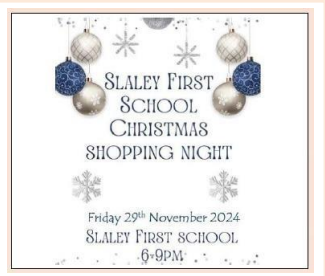 Slaley First
School
Christmas
shopping night
Friday 29th November 2024
Slaley First school
6-9pm